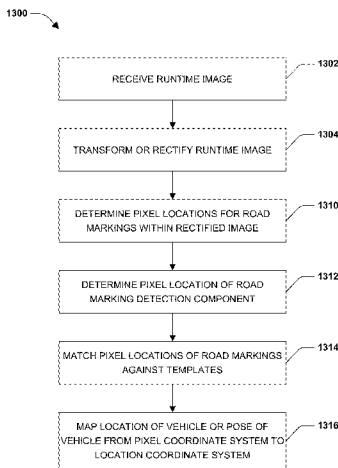 1300
RECEIVE RUNTIME IMAGE
1302
TRANSFORM OR RECTIFY RUNTIME IMAGE
1304
DETERMINE PIXEL LOCATIONS FOR ROAD
MARKINGS WITHIN RECTIFIED IMAGE
1310
DETERMINE PIXEL LOCATION OF ROAD
MARKING DETECTION COMPONENT
1312
MATCH PIXEL LOCATIONS OF ROAD MARKINGS
AGAINST TEMPLATES
1314
MAP LOCATION OF VEHICLE OR POSE OF
VEHICLE FROM PIXEL COORDINATE SYSTEM TO
LOCATION COORDINATE SYSTEM
1316